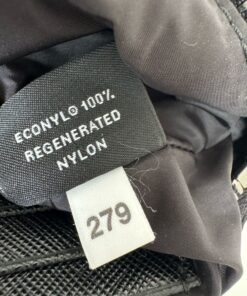 ECONYL® 100%
REGENERATED
NYLON
279